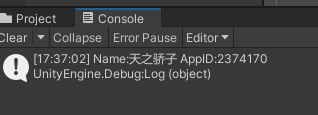 Project
Console
Clear
Collapse
Error Pause
Editor
[17:37:02] Name:天之骄子 AppID:2374170
UnityEngine.Debug:Log (object)